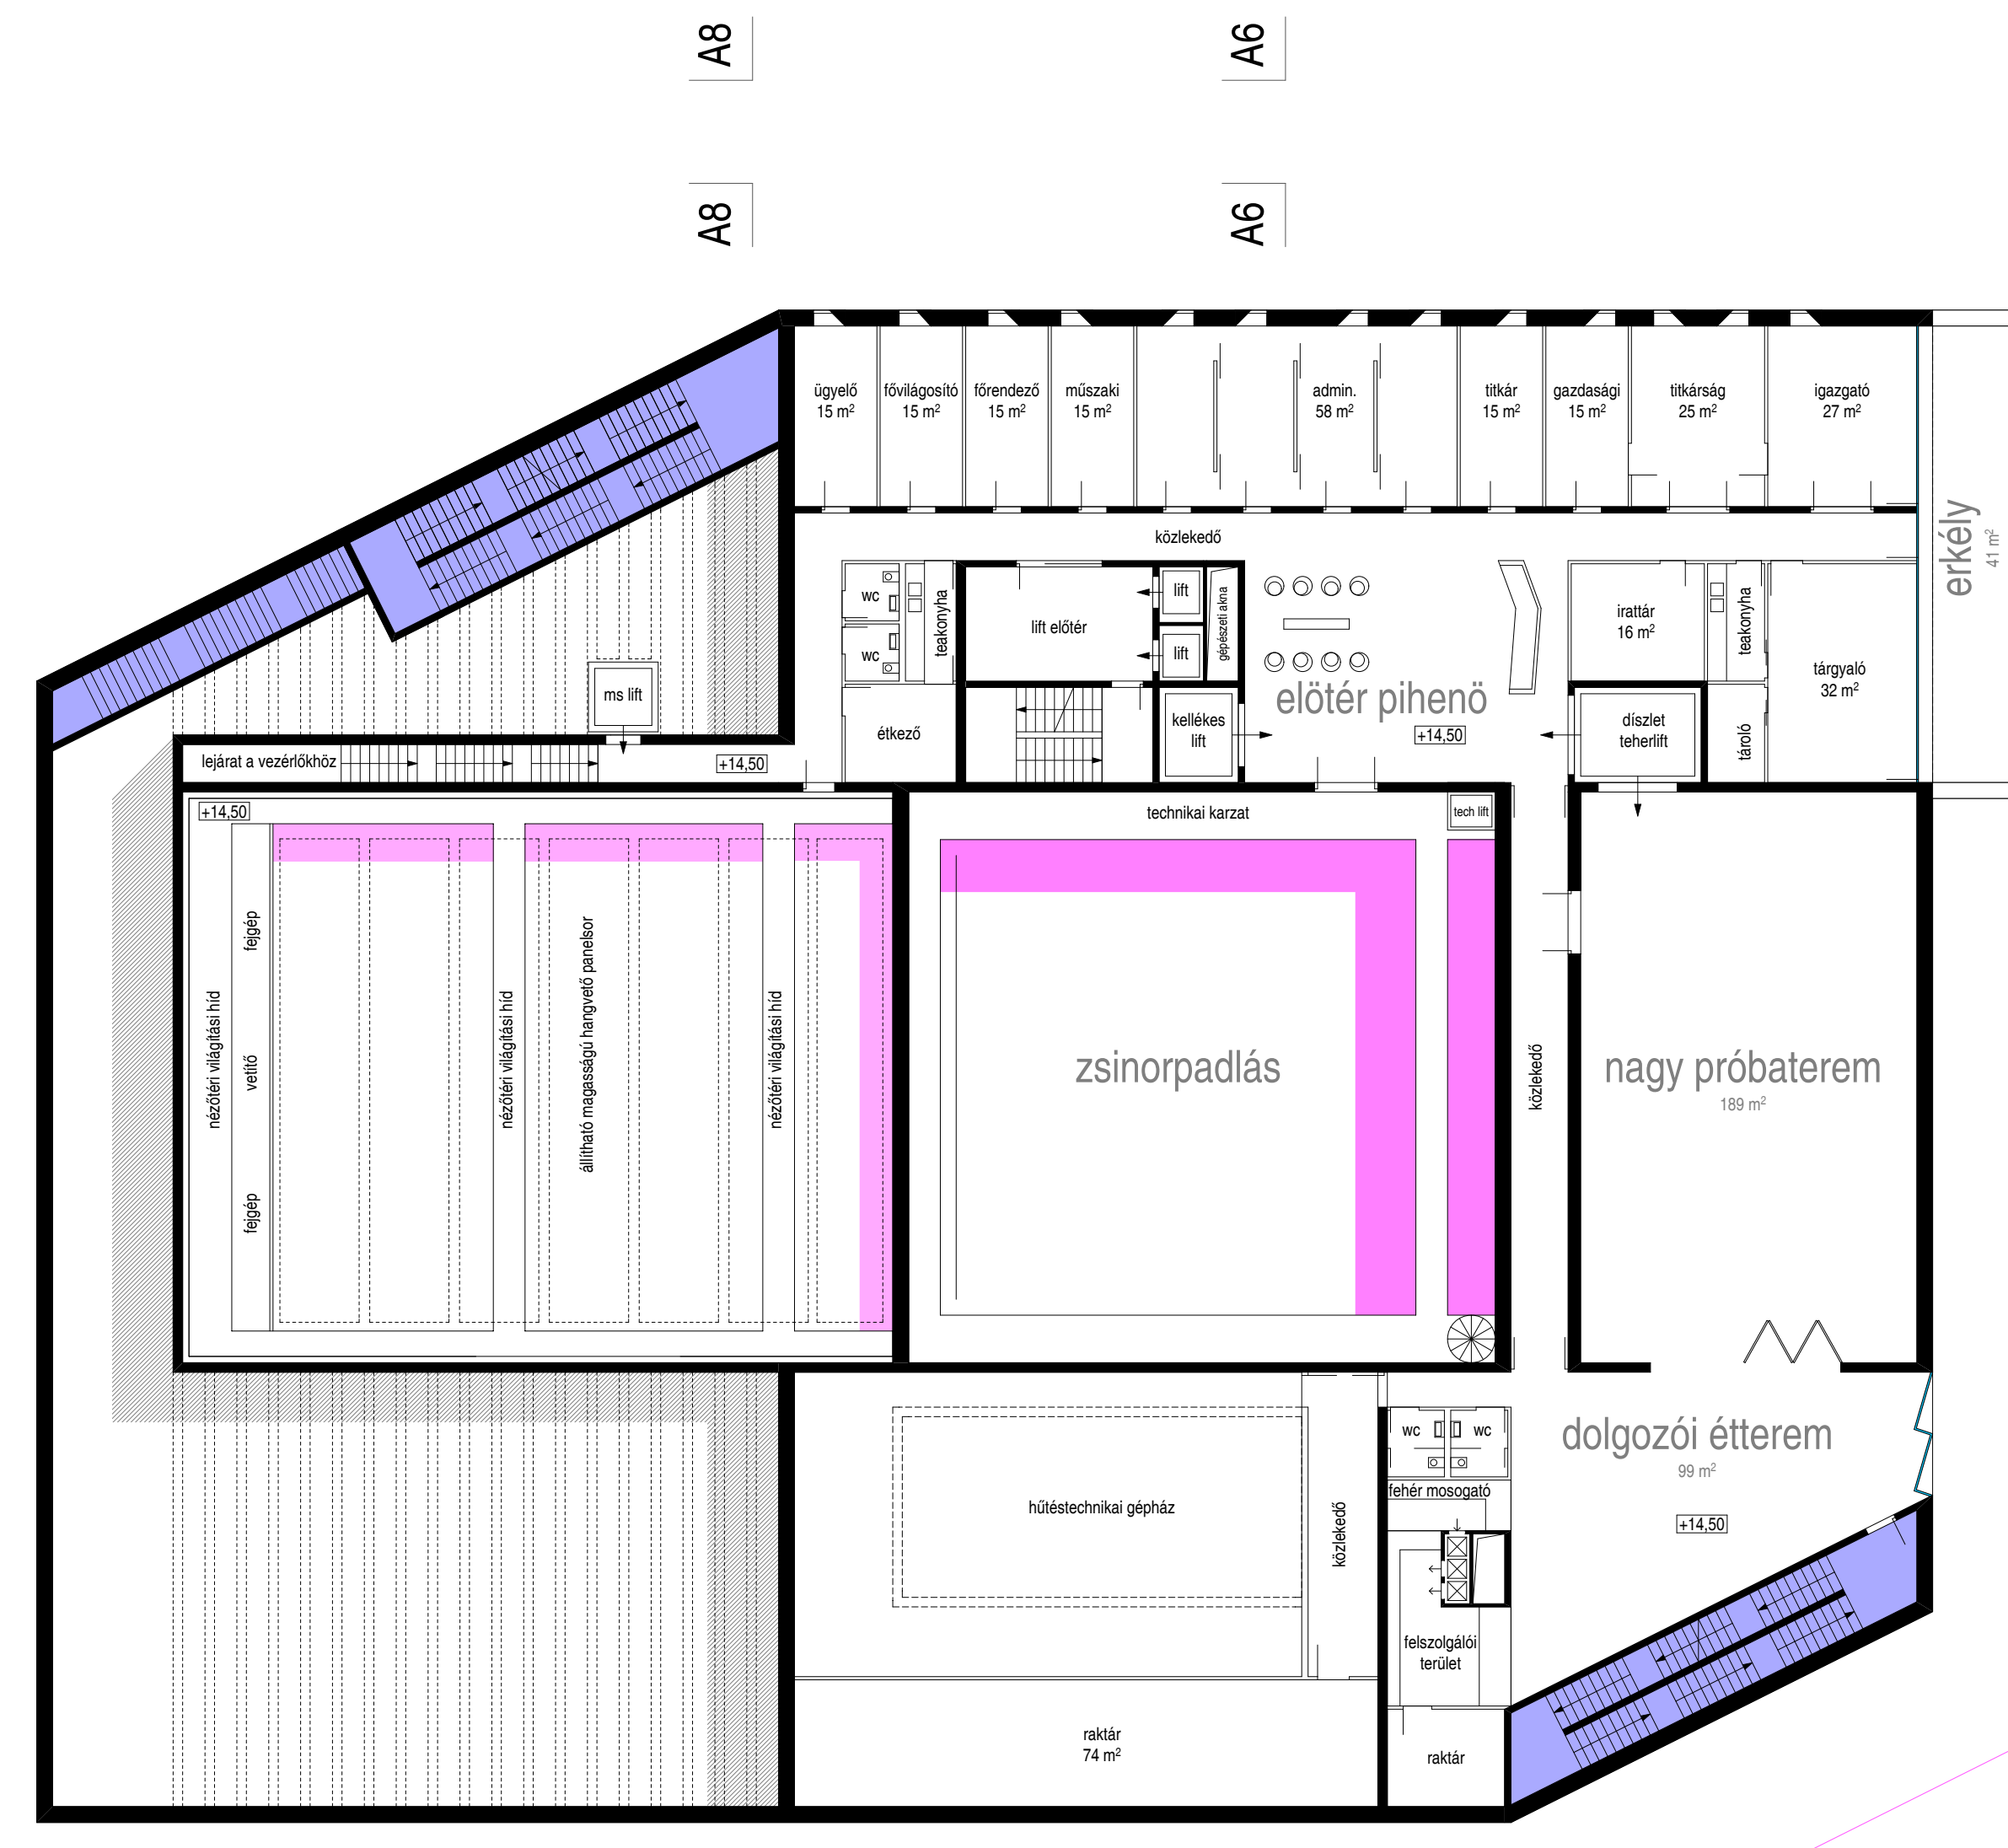 A8
A6
A8
A6
ügyelő
15 m²
fővilágosító
15 m²
főrendező
15 m²
műszaki
15 m²
admin.
58 m²
titkár
15 m²
gazdasági
15 m²
titkárság
25 m²
igazgató
27 m²
erkély
41 m²
közlekedő
wc
wc
teakonyha
lift előtér
lift
lift
gépészeti akna
irattár
16 m²
teakonyha
tárgyaló
32 m²
ms lift
étkező
kellékes
lift
elötér pihenö
+14,50
díszlet
teherlift
tároló
lejárat a vezérlőkhöz
+14,50
+14,50
technikai karzat
tech lift
nézőtéri világítási híd
fejgép
vetítő
fejgép
nézőtéri világítási híd
állítható magasságú hangvető panelsor
nézőtéri világítási híd
zsinorpadlás
közlekedő
nagy próbaterem
189 m²
dolgozói étterem
99 m²
+14,50
wc
wc
fehér mosogató
hűtéstechnikai gépház
közlekedő
felszolgálói
terület
raktár
74 m²
raktár